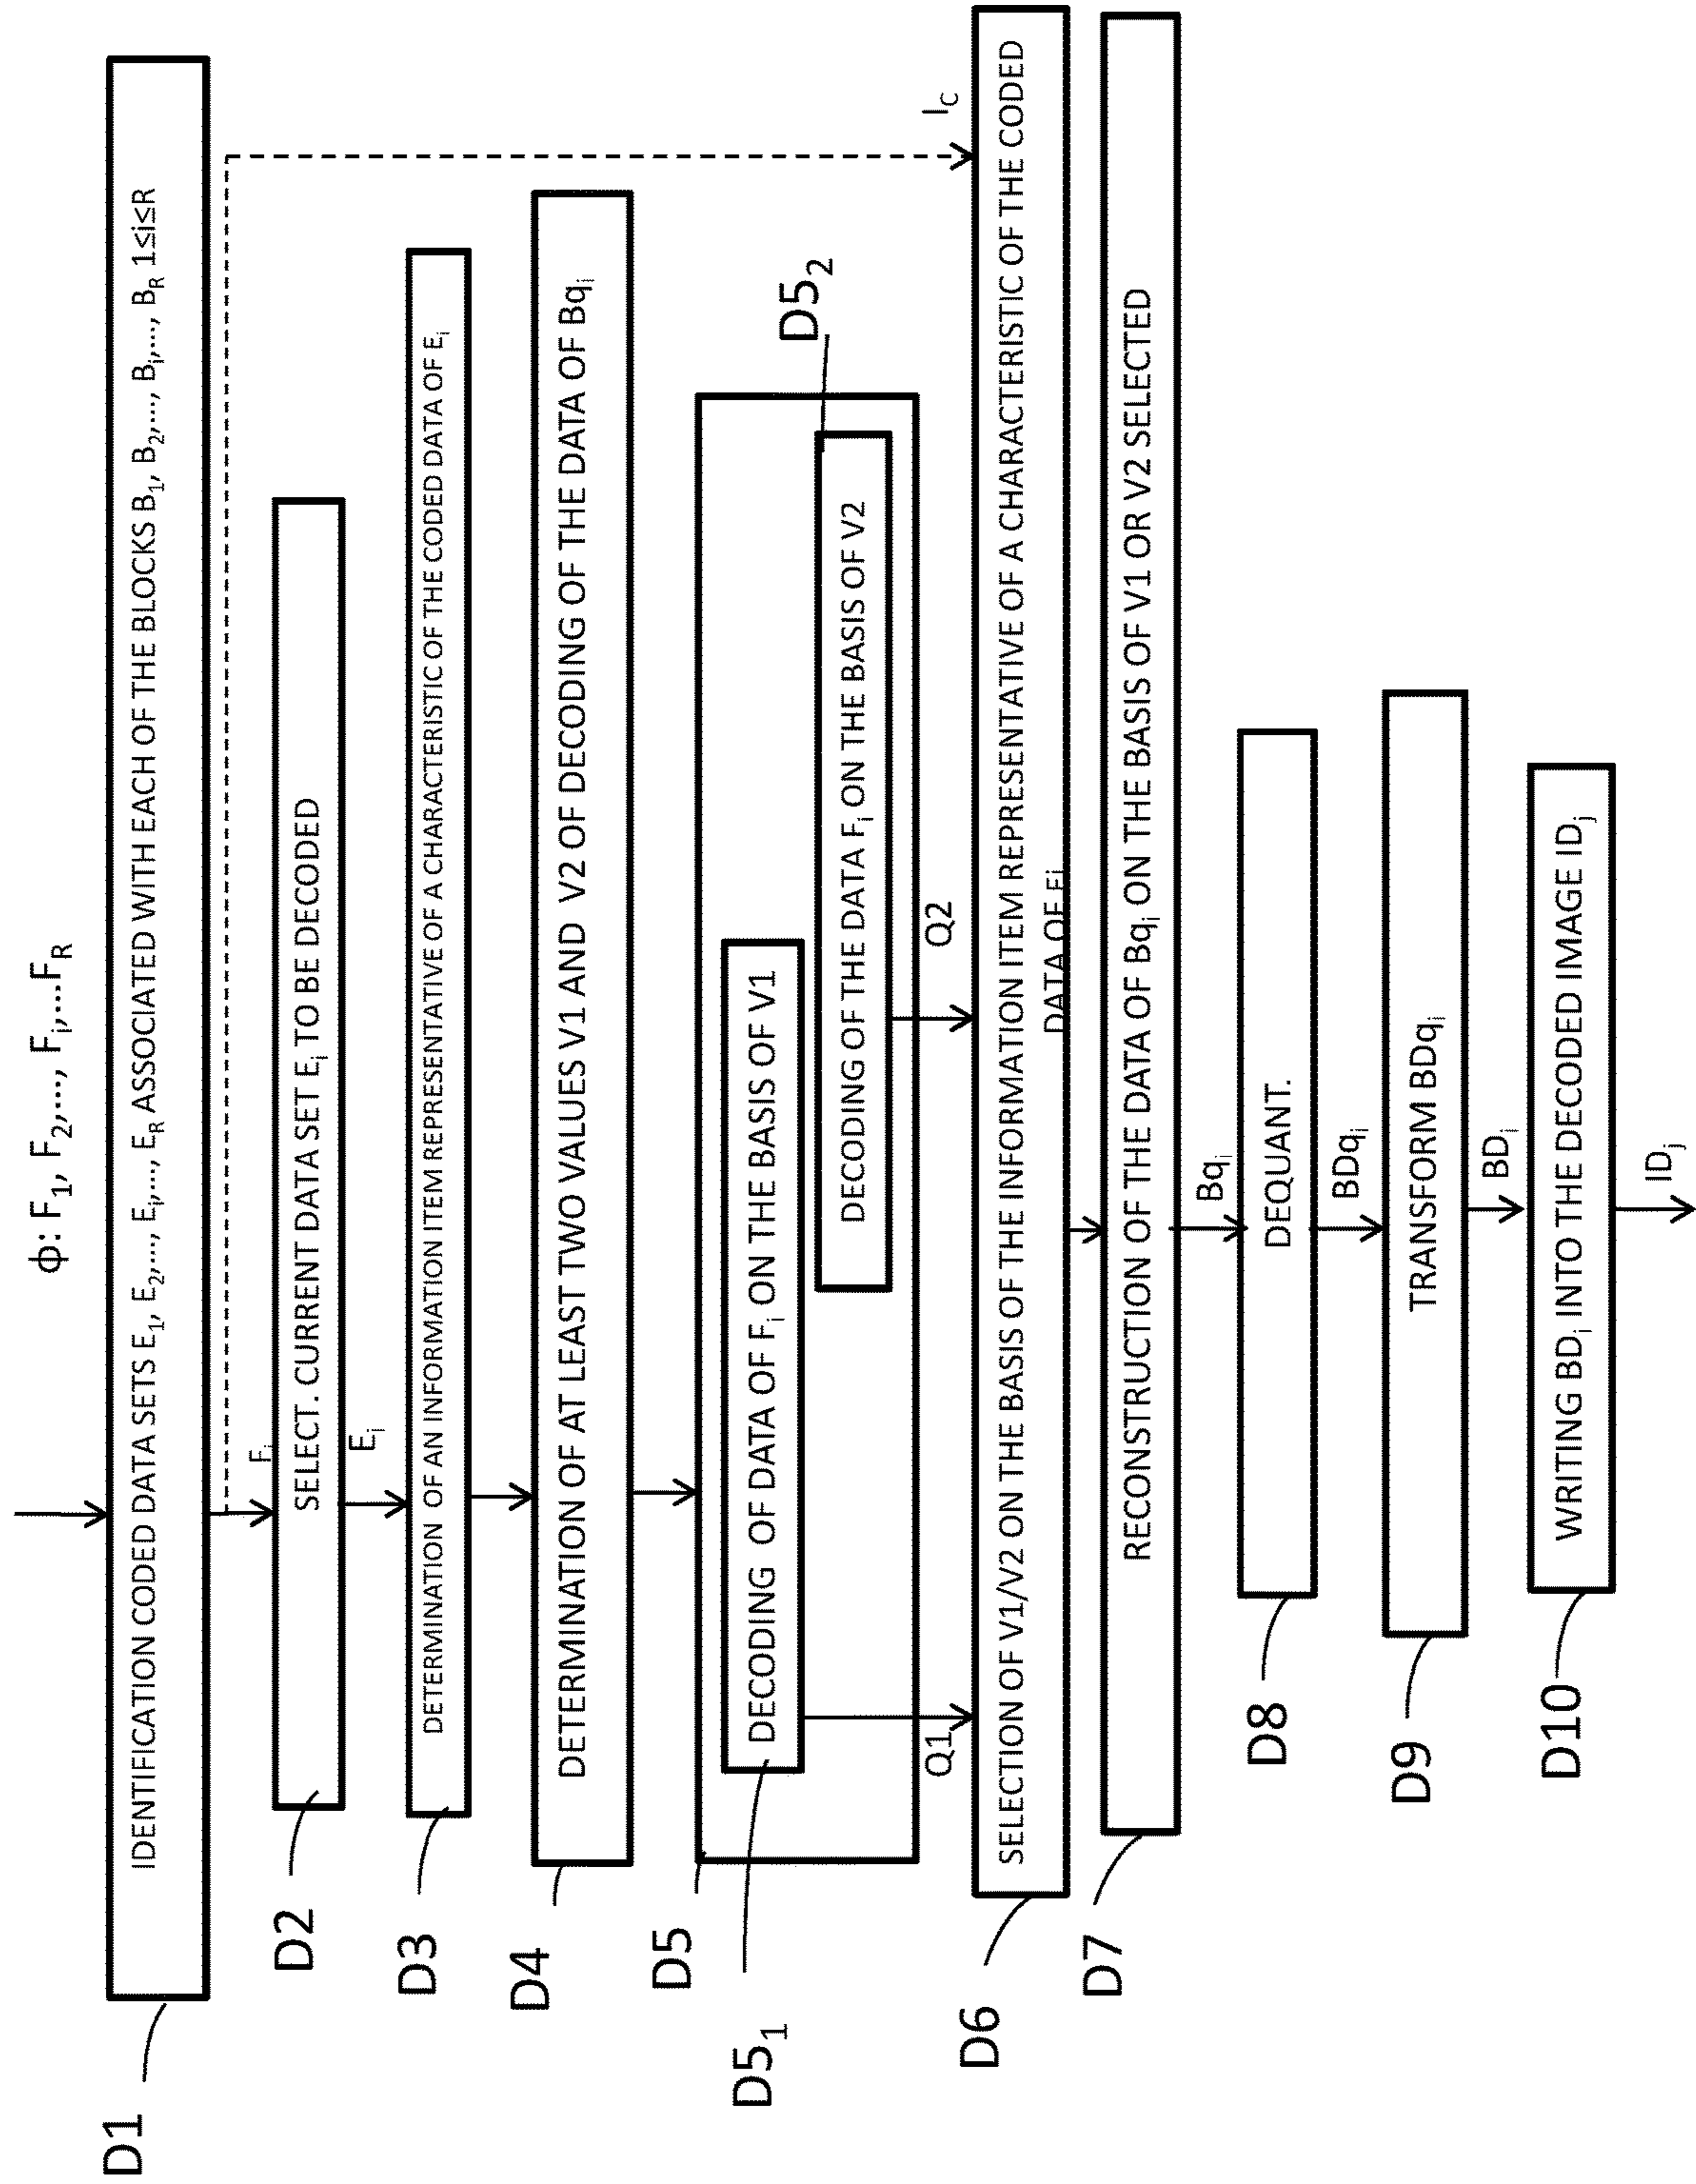 ϕ: F₁, F₂,..., Fᵢ,...F_R
D1
IDENTIFICATION CODED DATA SETS E₁, E₂,..., Eᵢ,..., E_R ASSOCIATED WITH EACH OF THE BLOCKS B₁, B₂,..., Bᵢ,..., B_R 1≤i≤R
Fᵢ
D2
SELECT. CURRENT DATA SET Eᵢ TO BE DECODED
Eᵢ
D3
DETERMINATION OF AN INFORMATION ITEM REPRESENTATIVE OF A CHARACTERISTIC OF THE CODED DATA OF Eᵢ
D4
DETERMINATION OF AT LEAST TWO VALUES V1 AND V2 OF DECODING OF THE DATA OF Bqᵢ
D5
D5₁
DECODING OF DATA OF Fᵢ ON THE BASIS OF V1
D5₂
DECODING OF THE DATA Fᵢ ON THE BASIS OF V2
Q1
Q2
I_C
D6
SELECTION OF V1/V2 ON THE BASIS OF THE INFORMATION ITEM REPRESENTATIVE OF A CHARACTERISTIC OF THE CODED
DATA OF Ei
D7
RECONSTRUCTION OF THE DATA OF Bqᵢ ON THE BASIS OF V1 OR V2 SELECTED
Bqᵢ
D8
DEQUANT.
BDqᵢ
D9
TRANSFORM BDqᵢ
BDᵢ
D10
WRITING BDᵢ INTO THE DECODED IMAGE IDⱼ
IDⱼ